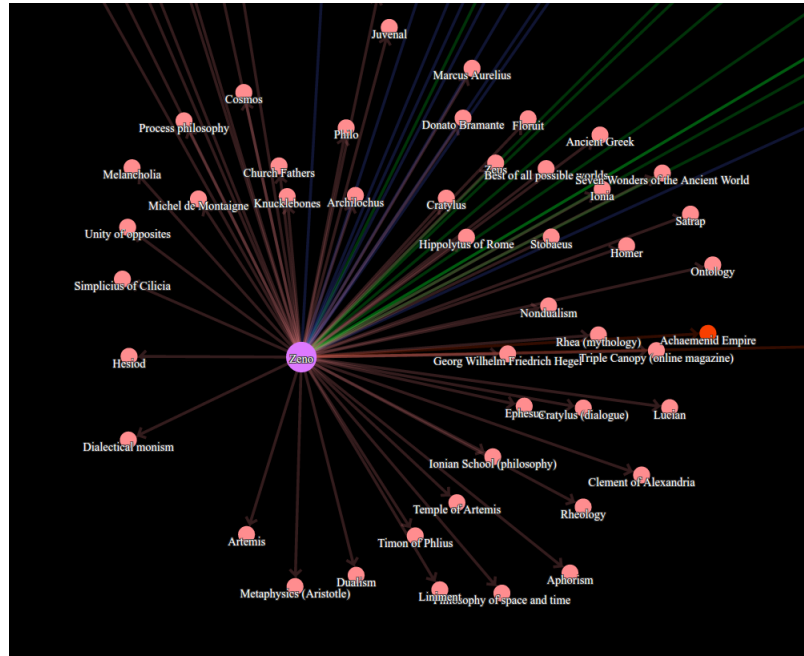 Juvenal
Marcus Aurelius
Cosmos
Process philosophy
Philo
Donato Bramante
Floruit
Ancient Greek
Melancholia
Church Fathers
Zeus
Best of all possible worlds
Seven Wonders of the Ancient World
Michel de Montaigne
Knucklebones
Archilochus
Cratylus
Ionia
Satrap
Unity of opposites
Hippolytus of Rome
Stobaeus
Homer
Ontology
Simplicius of Cilicia
Nondualism
Rhea (mythology)
Achaemenid Empire
Zeno
Hesiod
Georg Wilhelm Friedrich Hegel
Triple Canopy (online magazine)
Ephesus
Cratylus (dialogue)
Lucian
Dialectical monism
Ionian School (philosophy)
Clement of Alexandria
Temple of Artemis
Rheology
Artemis
Timon of Phlius
Dualism
Aphorism
Metaphysics (Aristotle)
Liniment
Philosophy of space and time